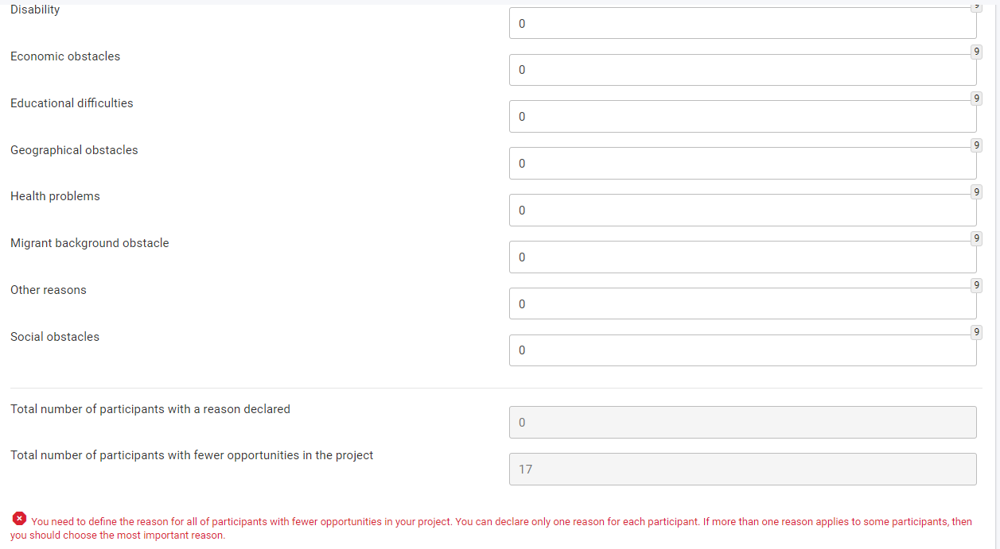 Disability
9
0
Economic obstacles
9
0
Educational difficulties
9
0
Geographical obstacles
9
0
Health problems
9
0
Migrant background obstacle
9
0
Other reasons
9
0
Social obstacles
9
0
Total number of participants with a reason declared
0
Total number of participants with fewer opportunities in the project
17
You need to define the reason for all of participants with fewer opportunities in your project. You can declare only one reason for each participant. If more than one reason applies to some participants, then
you should choose the most important reason.